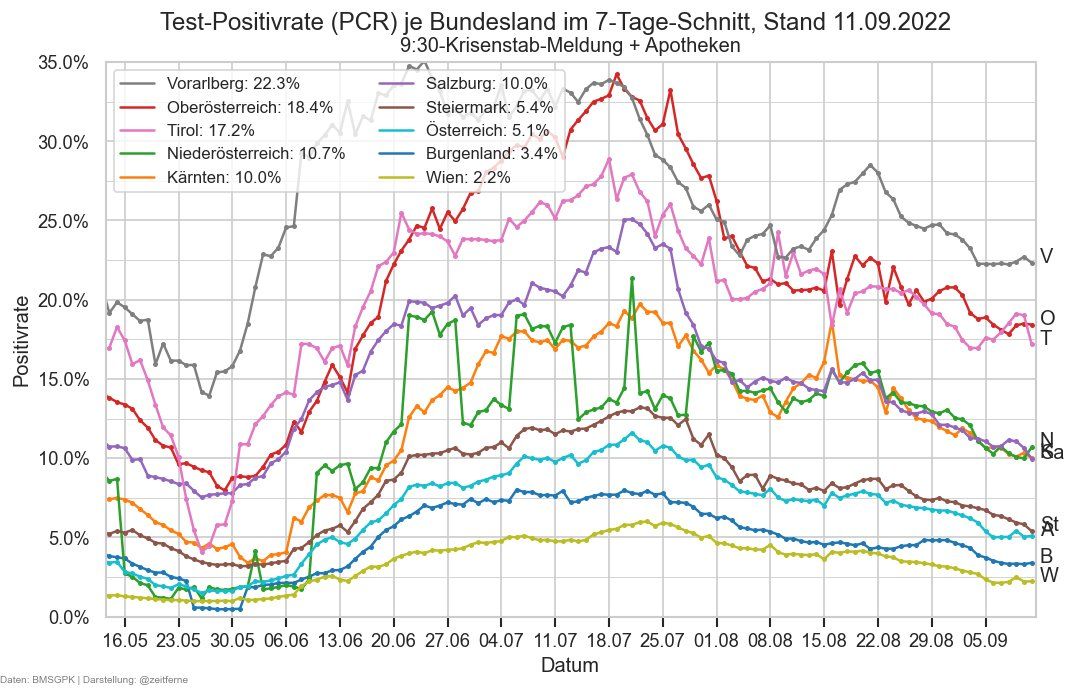 Test-Positivrate (PCR) je Bundesland im 7-Tage-Schnitt, Stand 11.09.2022
9:30-Krisenstab-Meldung + Apotheken
35.0%
30.0%
25.0%
20.0%
15.0%
10.0%
5.0%
0.0%
Positivrate
Vorarlberg: 22.3%
Oberösterreich: 18.4%
Tirol: 17.2%
Niederösterreich: 10.7%
Kärnten: 10.0%
Salzburg: 10.0%
Steiermark: 5.4%
Österreich: 5.1%
Burgenland: 3.4%
Wien: 2.2%
V
O
T
N
K
Sa
St
A
B
W
16.05 23.05 30.05 06.06 13.06 20.06 27.06 04.07 11.07 18.07 25.07 01.08 08.08 15.08 22.08 29.08 05.09
Datum
Daten: BMSGPK | Darstellung: @zeitferne